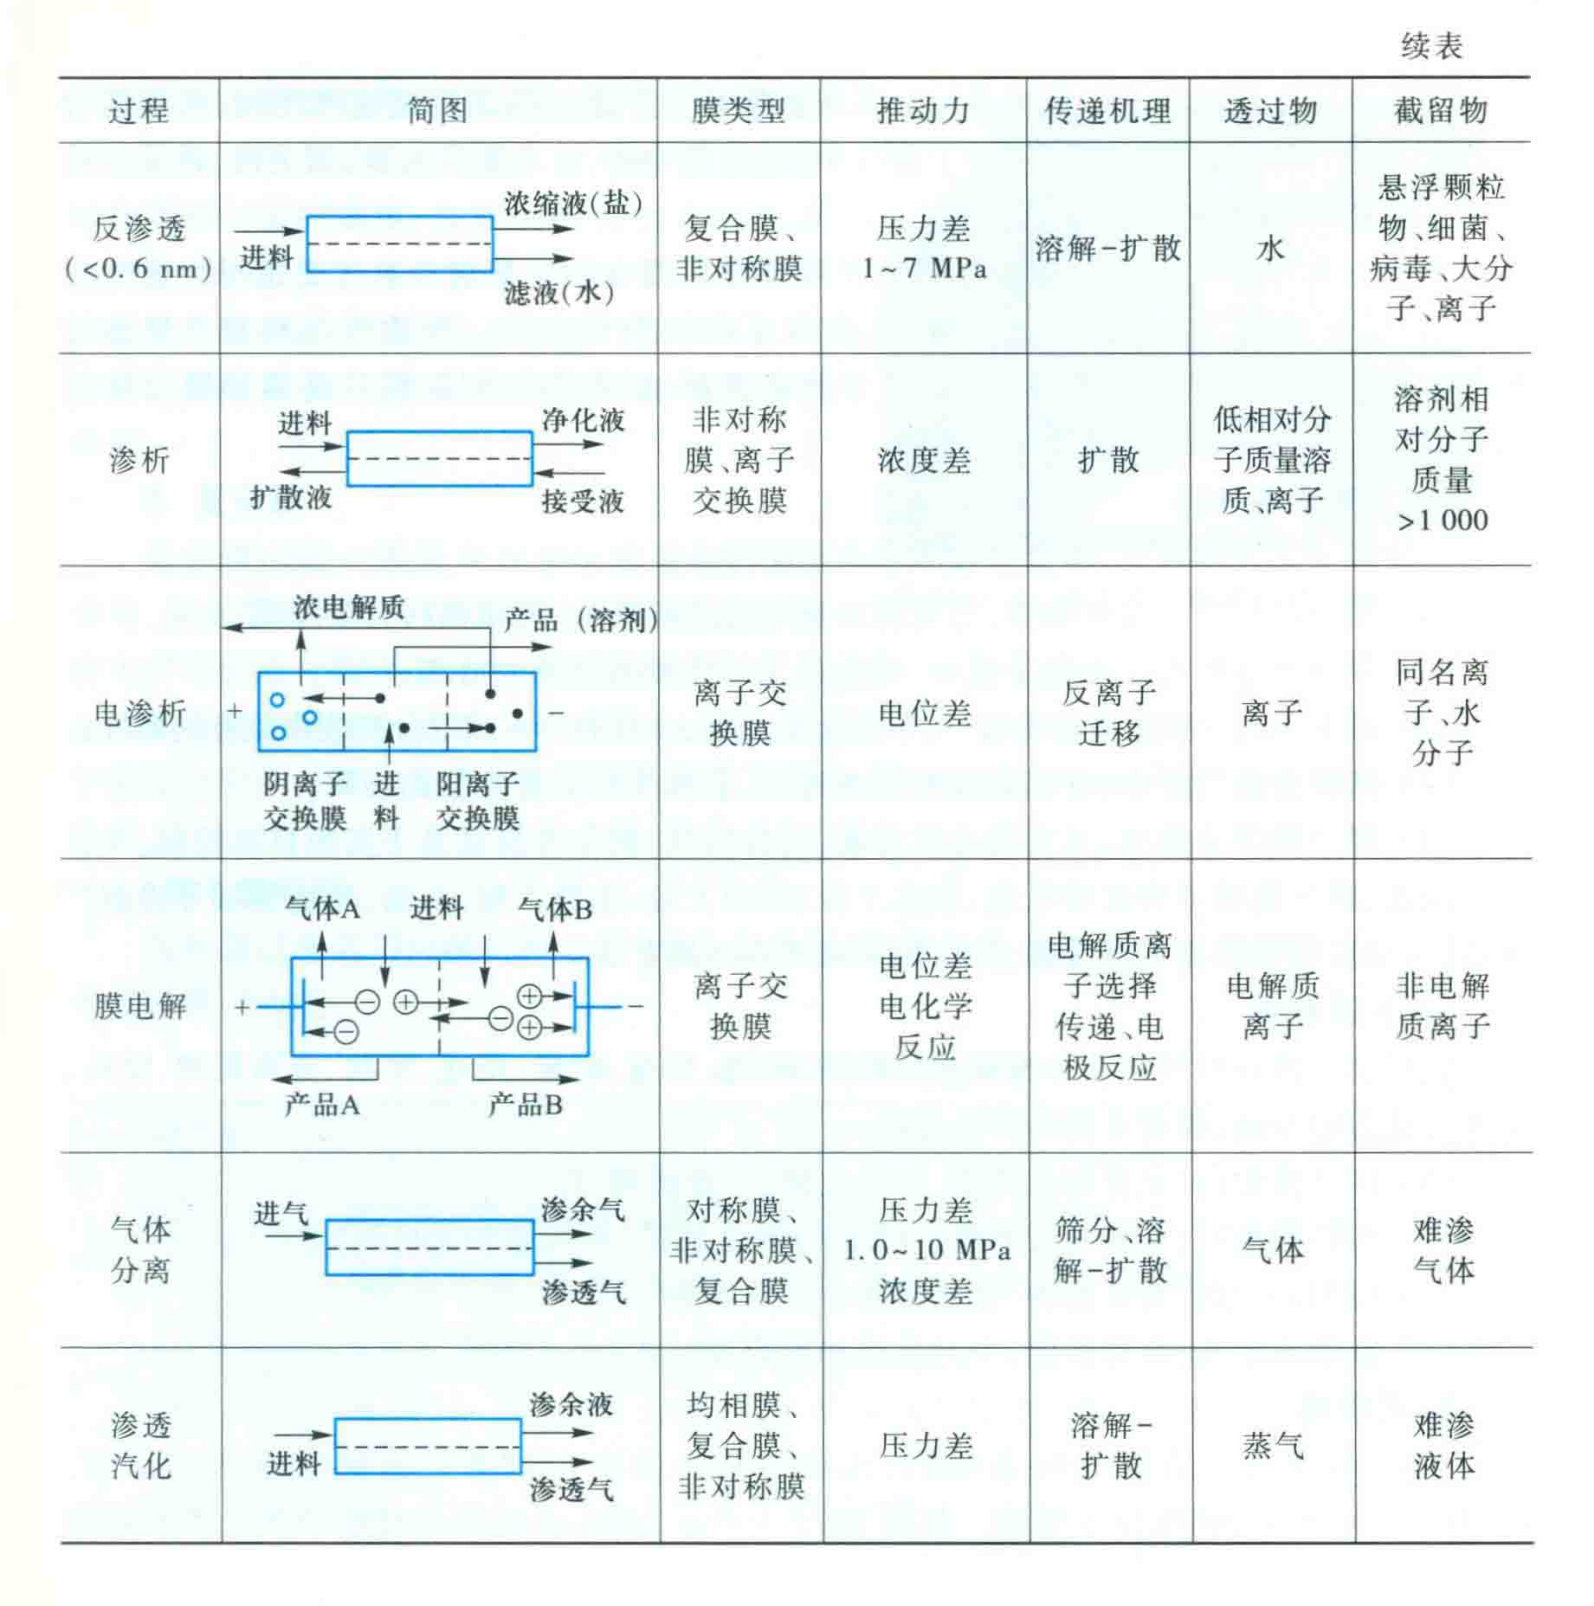 续表
过程 简图 膜类型 推动力 传递机理 透过物 截留物
反渗透
(<0.6 nm)
进料
浓缩液(盐)
滤液(水)
复合膜、
非对称膜
压力差
1~7 MPa
溶解-扩散
水
悬浮颗粒
物、细菌、
病毒、大分
子、离子
渗析
进料
扩散液
净化液
接受液
非对称
膜、离子
交换膜
浓度差
扩散
低相对分
子质量溶
质、离子
溶剂相
对分子
质量
>1 000
电渗析
浓电解质
产品 (溶剂)
+
−
阴离子
交换膜
进
料
阳离子
交换膜
离子交
换膜
电位差
反离子
迁移
离子
同名离
子、水
分子
膜电解
气体A 进料 气体B
+
−
产品A 产品B
离子交
换膜
电位差
电化学
反应
电解质离
子选择
传递、电
极反应
电解质
离子
非电解
质离子
气体
分离
进气
渗余气
渗透气
对称膜、
非对称膜、
复合膜
压力差
1.0~10 MPa
浓度差
筛分、溶
解-扩散
气体
难渗
气体
渗透
汽化
进料
渗余液
渗透气
均相膜、
复合膜、
非对称膜
压力差
溶解-
扩散
蒸气
难渗
液体